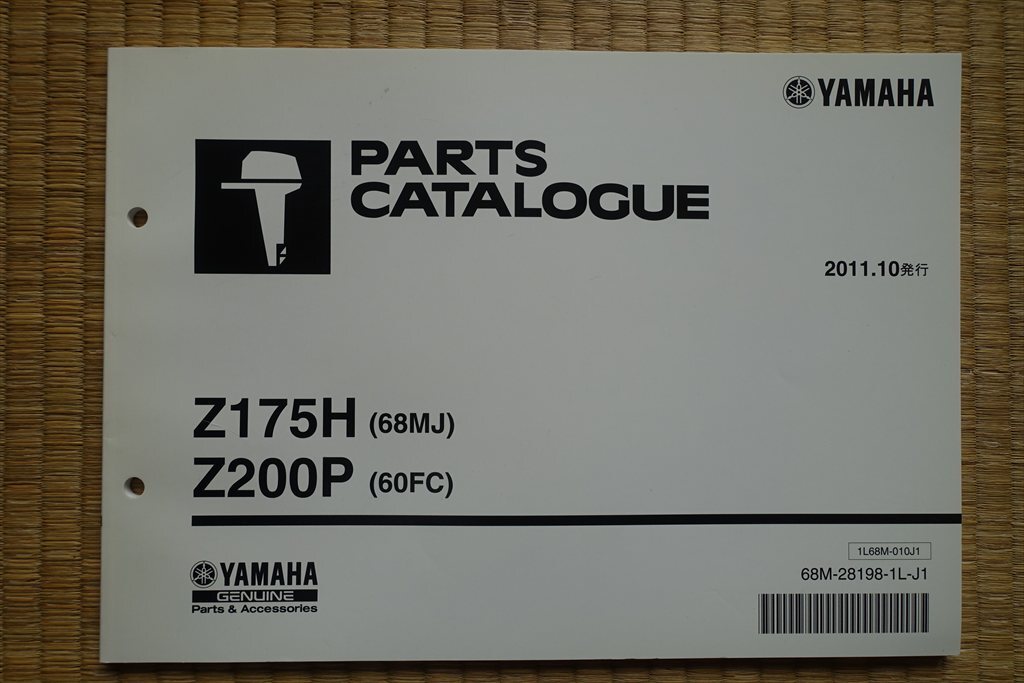 YAMAHA
PARTS
CATALOGUE
2011.10発行
Z175H (68MJ)
Z200P (60FC)
1L68M-010J1
68M-28198-1L-J1
YAMAHA
GENUINE
Parts & Accessories